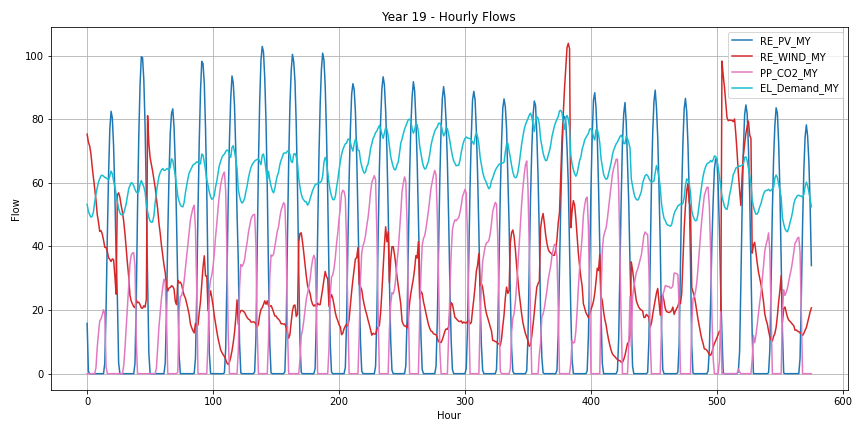 Year 19 - Hourly Flows
RE_PV_MY
RE_WIND_MY
PP_CO2_MY
EL_Demand_MY
Flow
100
80
60
40
20
0
0
100
200
300
400
500
600
Hour